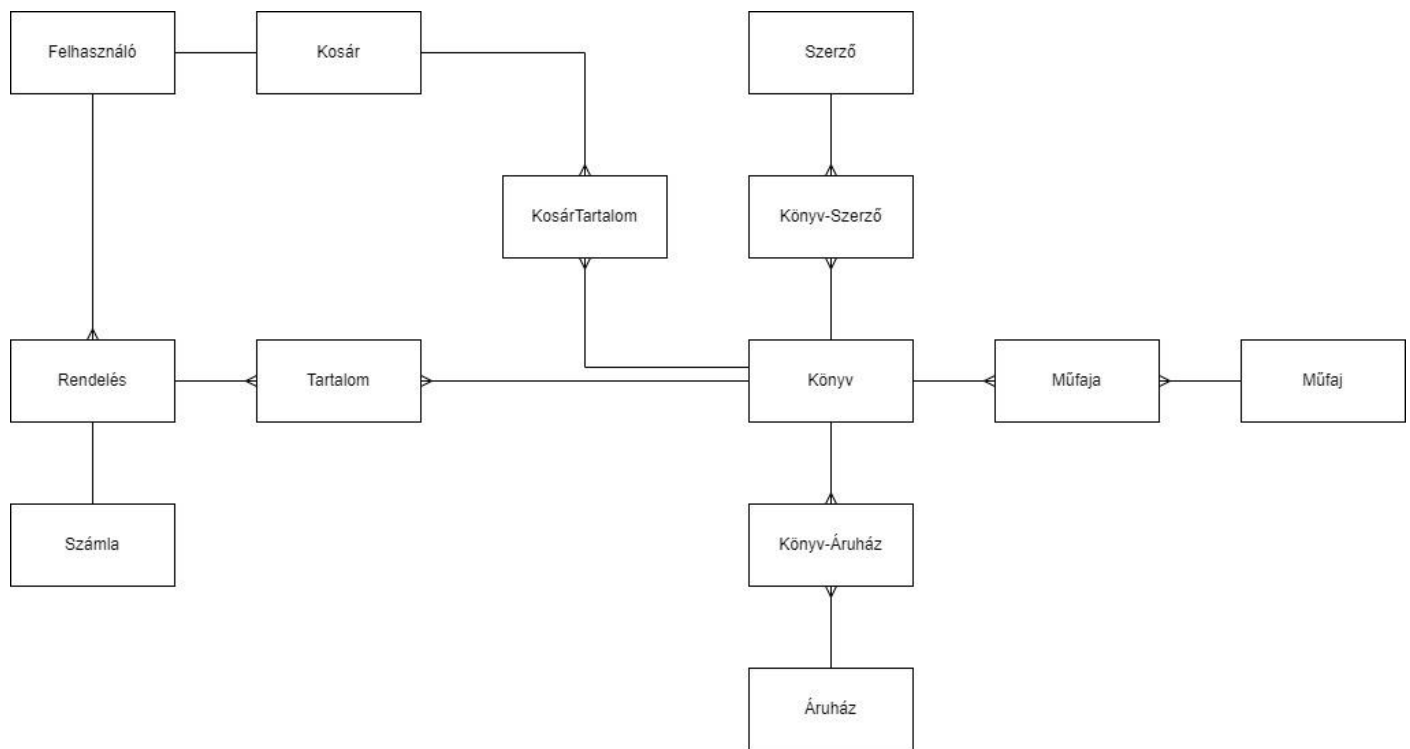 Felhasználó
Kosár
Szerző
KosárTartalom
Könyv-Szerző
Rendelés
Tartalom
Könyv
Műfaja
Műfaj
Számla
Könyv-Áruház
Áruház